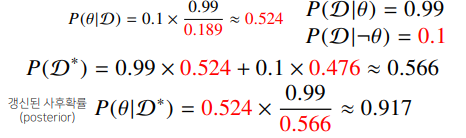 P(θ|𝒟) = 0.1 × 0.99 / 0.189 ≈ 0.524
P(𝒟|θ) = 0.99
P(𝒟|¬θ) = 0.1
P(𝒟*) = 0.99 × 0.524 + 0.1 × 0.476 ≈ 0.566
갱신된 사후확률
(posterior)
P(θ|𝒟*) = 0.524 × 0.99 / 0.566 ≈ 0.917